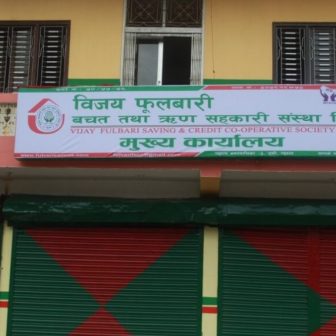 विजय फूलबारी
बचत तथा ऋण सहकारी संस्था
VIJAY FULBARI SAVING & CREDIT CO-OPERATIVE SOCIETY
मुख्य कार्यालय